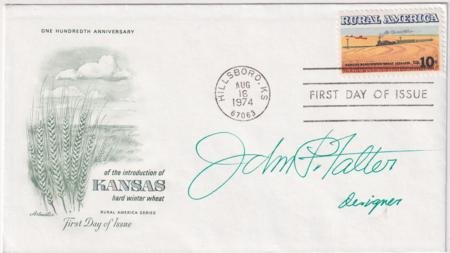 ONE HUNDREDTH ANNIVERSARY
RURAL AMERICA
10c
HILLSBORO, KS
AUG
16
1974
67063
FIRST DAY OF ISSUE
of the introduction of
KANSAS
hard winter wheat
RURAL AMERICA SERIES
Artmaster
First Day of Issue
John Falter
designer